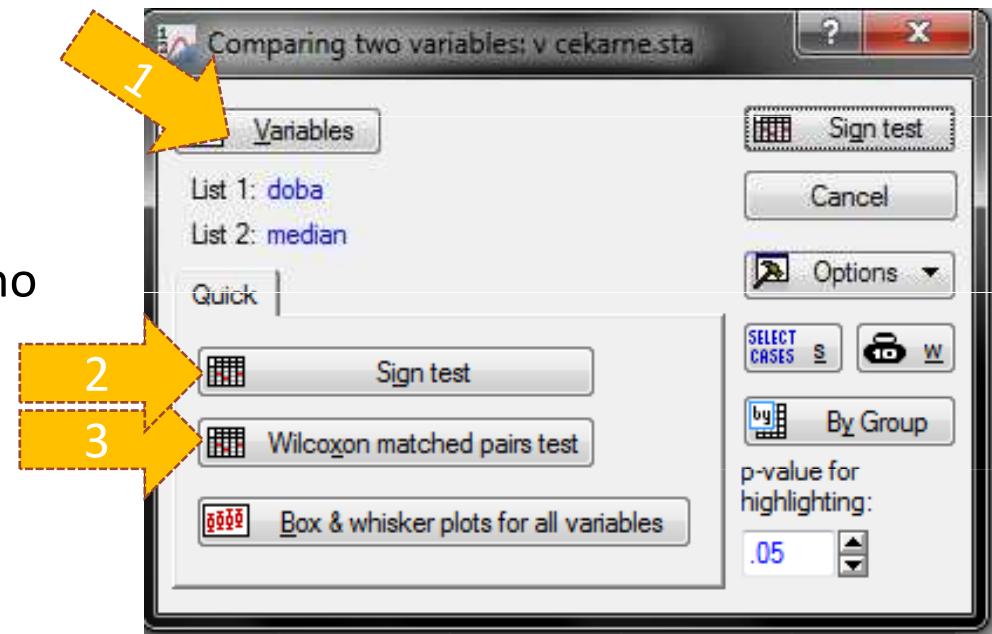 Comparing two variables: v cekarne.sta
?
x
1
Variables
Sign test
List 1: doba
Cancel
List 2: median
no
Options
Quick
SELECT CASES S
W
2
Sign test
By Group
3
Wilcoxon matched pairs test
p-value for
highlighting:
Box & whisker plots for all variables
.05